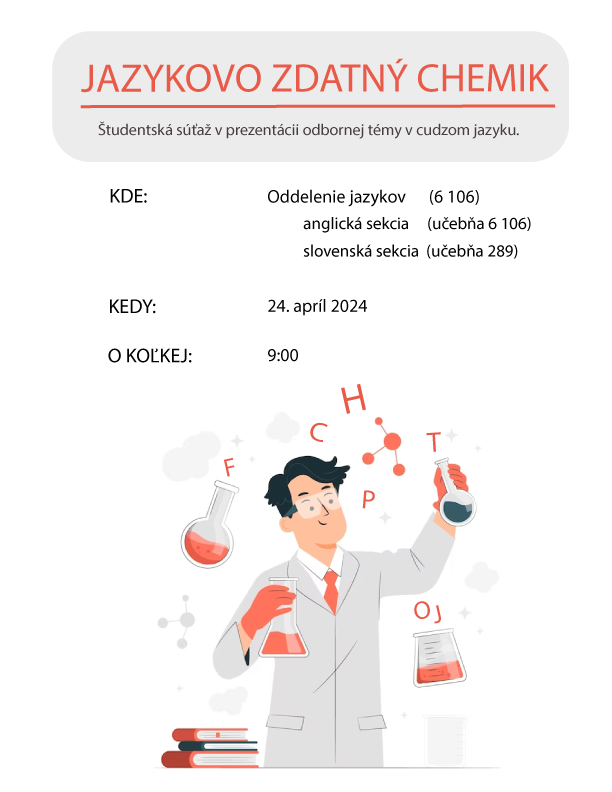 JAZYKOVO ZDATNÝ CHEMIK
Študentská súťaž v prezentácii odbornej témy v cudzom jazyku.
KDE: Oddelenie jazykov (6 106)
anglická sekcia (učebňa 6 106)
slovenská sekcia (učebňa 289)
KEDY: 24. apríl 2024
O KOĽKEJ: 9:00
H
C
T
F
P
OJ